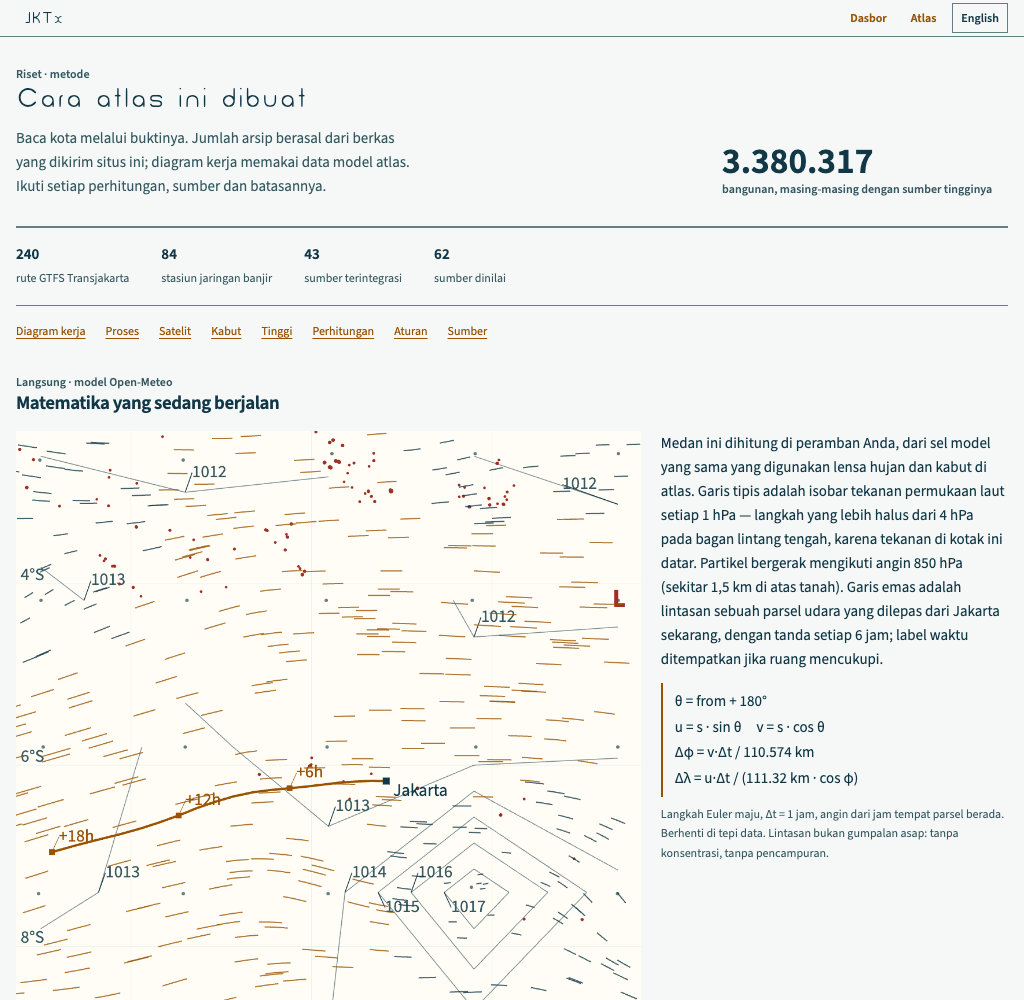 JKTx
Dasbor
Atlas
English
Riset · metode
Cara atlas ini dibuat
Baca kota melalui buktinya. Jumlah arsip berasal dari berkas
yang dikirim situs ini; diagram kerja memakai data model atlas.
Ikuti setiap perhitungan, sumber dan batasannya.
3.380.317
bangunan, masing-masing dengan sumber tingginya
240
rute GTFS Transjakarta
84
stasiun jaringan banjir
43
sumber terintegrasi
62
sumber dinilai
Diagram kerja
Proses
Satelit
Kabut
Tinggi
Perhitungan
Aturan
Sumber
Langsung · model Open-Meteo
Matematika yang sedang berjalan
1012
1012
4°S
1013
L
1012
6°S
+6h
Jakarta
+12h
1013
+18h
1013
1014
1016
1015
1017
8°S
Medan ini dihitung di peramban Anda, dari sel model
yang sama yang digunakan lensa hujan dan kabut di
atlas. Garis tipis adalah isobar tekanan permukaan laut
setiap 1 hPa — langkah yang lebih halus dari 4 hPa
pada bagan lintang tengah, karena tekanan di kotak ini
datar. Partikel bergerak mengikuti angin 850 hPa
(sekitar 1,5 km di atas tanah). Garis emas adalah
lintasan sebuah parsel udara yang dilepas dari Jakarta
sekarang, dengan tanda setiap 6 jam; label waktu
ditempatkan jika ruang mencukupi.
θ = from + 180°
u = s · sin θ  v = s · cos θ
Δφ = v·Δt / 110.574 km
Δλ = u·Δt / (111.32 km · cos φ)
Langkah Euler maju, Δt = 1 jam, angin dari jam tempat parsel berada.
Berhenti di tepi data. Lintasan bukan gumpalan asap: tanpa
konsentrasi, tanpa pencampuran.